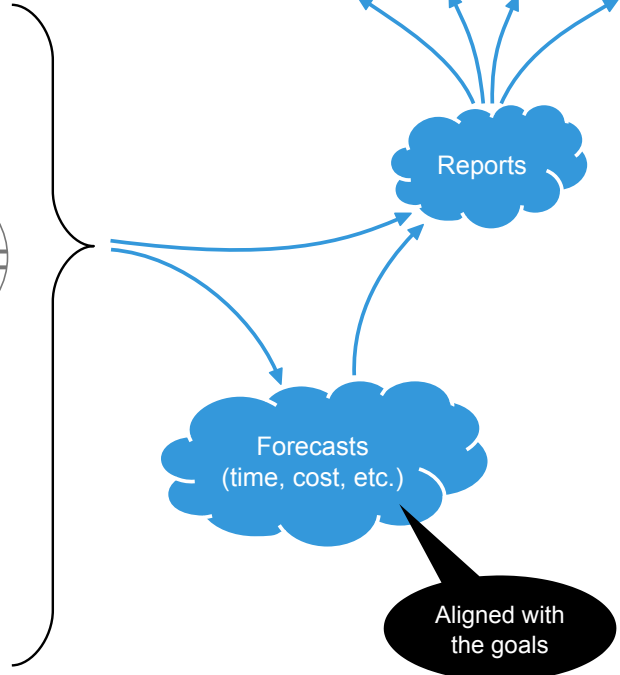 Reports
Forecasts
(time, cost, etc.)
Aligned with
the goals